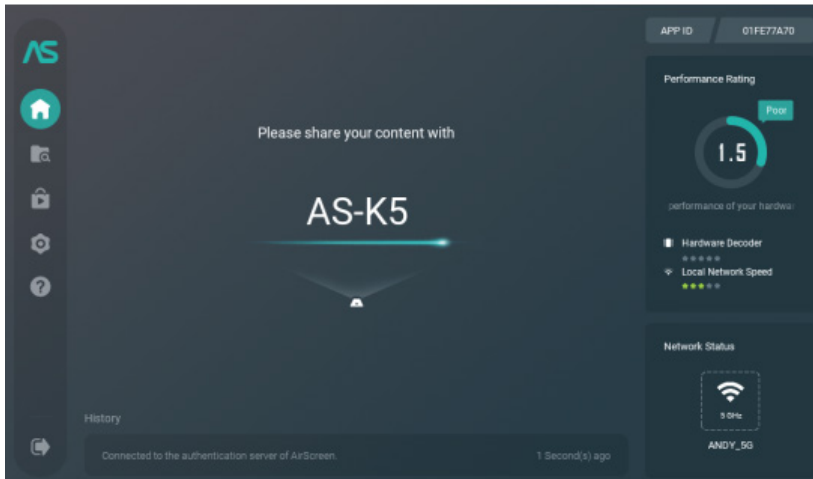 AS
APP ID 01FE77A70
Performance Rating
Poor
1.5
performance of your hardwa
Hardware Decoder
Local Network Speed
Please share your content with
AS-K5
Network Status
5 GHz
ANDY_5G
History
Connected to the authentication server of AirScreen. 1 Second(s) ago